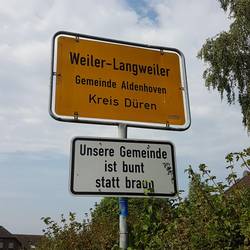 Weiler-Langweiler
Gemeinde Aldenhoven
Kreis Düren
Unsere Gemeinde
ist bunt
statt braun